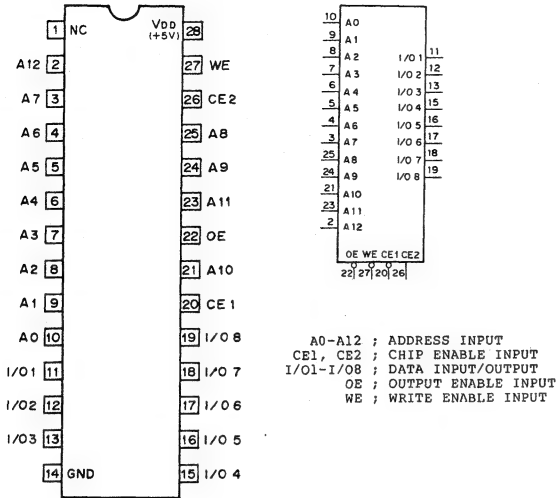 1 NC VDD (+5V) 28
A12 2 27 WE
A7 3 26 CE2
A6 4 25 A8
A5 5 24 A9
A4 6 23 A11
A3 7 22 OE
A2 8 21 A10
A1 9 20 CE1
A0 10 19 I/O 8
I/O1 11 18 I/O 7
I/O2 12 17 I/O 6
I/O3 13 16 I/O 5
14 GND 15 I/O 4
10 A0
9 A1
8 A2 I/O 1 11
7 A3 I/O 2 12
6 A4 I/O 3 13
5 A5 I/O 4 15
4 A6 I/O 5 16
3 A7 I/O 6 17
25 A8 I/O 7 18
24 A9 I/O 8 19
21 A10
23 A11
2 A12
OE WE CE1 CE2
22 27 20 26
A0-A12 ; ADDRESS INPUT
CE1, CE2 ; CHIP ENABLE INPUT
I/O1-I/O8 ; DATA INPUT/OUTPUT
OE ; OUTPUT ENABLE INPUT
WE ; WRITE ENABLE INPUT